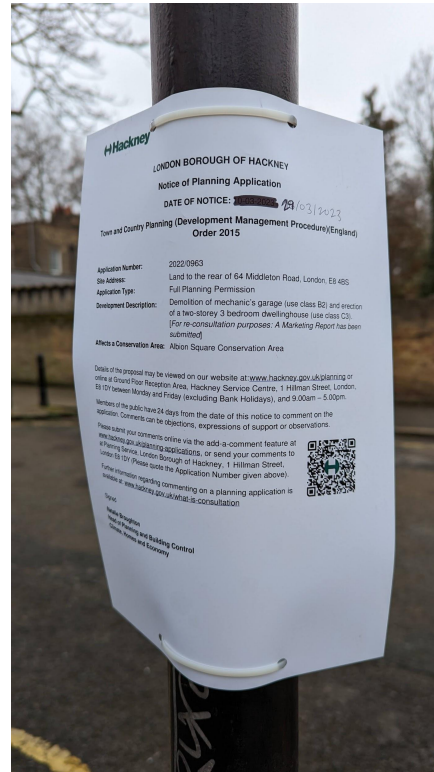 Hackney
LONDON BOROUGH OF HACKNEY
Notice of Planning Application
DATE OF NOTICE: 29/03/2023
Town and Country Planning (Development Management Procedure)(England)
Order 2015
Application Number: 2022/0963
Site Address: Land to the rear of 64 Middleton Road, London, E8 4BS
Application Type: Full Planning Permission
Development Description: Demolition of mechanic's garage (use class B2) and erection
of a two-storey 3 bedroom dwellinghouse (use class C3).
[For re-consultation purposes: A Marketing Report has been
submitted]
Affects a Conservation Area: Albion Square Conservation Area
Details of the proposal may be viewed on our website at:www.hackney.gov.uk/planning or
online at Ground Floor Reception Area, Hackney Service Centre, 1 Hillman Street, London,
E8 1DY between Monday and Friday (excluding Bank Holidays), and 9.00am – 5.00pm.
Members of the public have 24 days from the date of this notice to comment on the
application. Comments can be objections, expressions of support or observations.
Please submit your comments online via the add-a-comment feature at
www.hackney.gov.uk/planning-applications, or send your comments to
at Planning Service, London Borough of Hackney, 1 Hillman Street,
London E8 1DY (Please quote the Application Number given above).
Further information regarding commenting on a planning application is
available at: www.hackney.gov.uk/what-is-consultation
Signed
Natalie Broughton
Head of Planning and Building Control
Climate, Homes and Economy